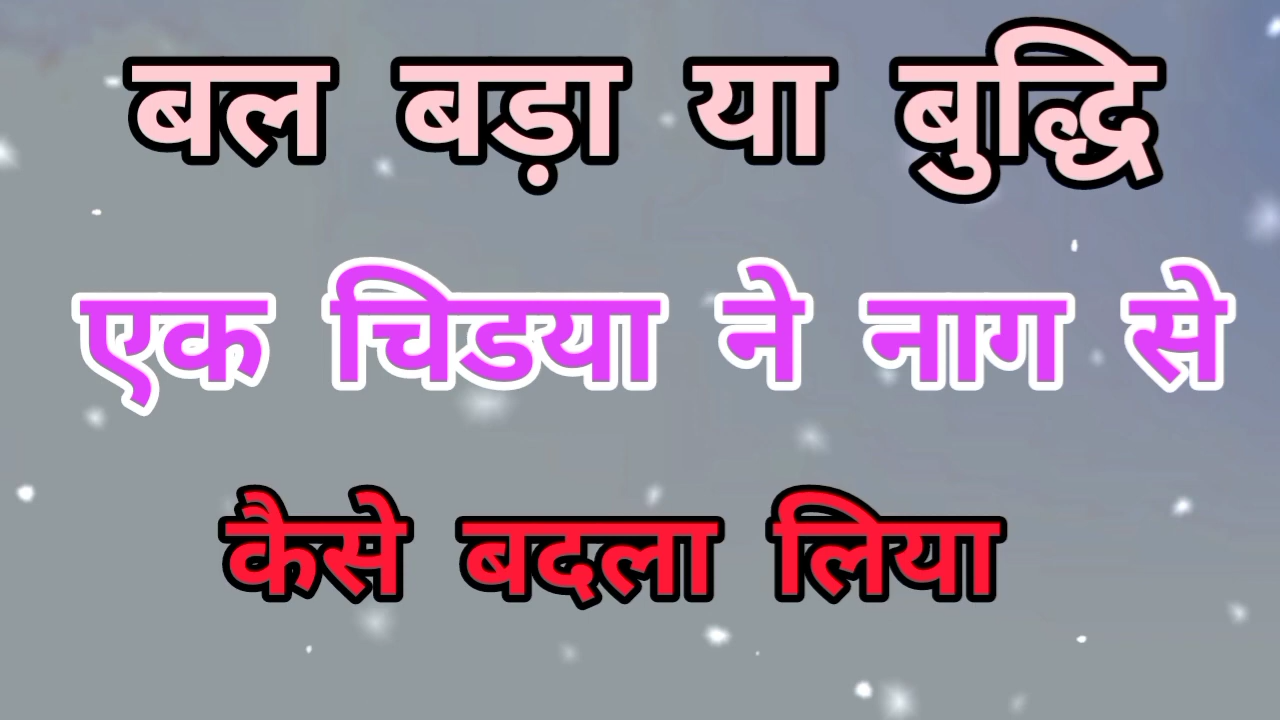 बल बड़ा या बुद्धि
एक चिडया ने नाग से
कैसे बदला लिया